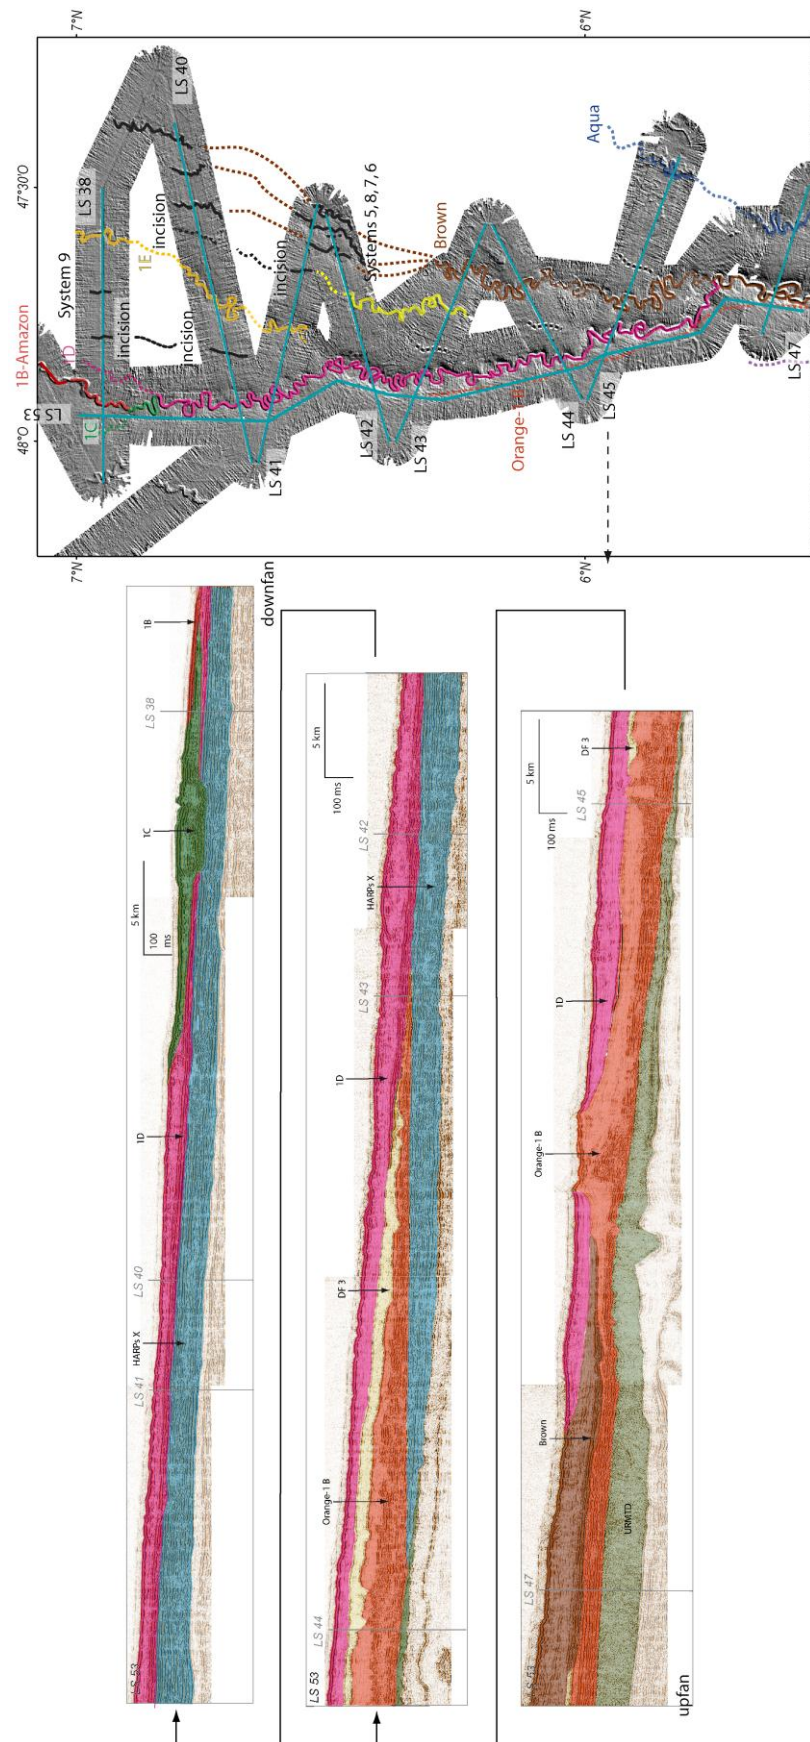 7°N
6°N
47°30'O
48°O
7°N
6°N
1B-Amazon
LS 53
1C
1D
System 9
LS 38
incision
incision
1E
incision
LS 40
LS 41
incision
LS 42
LS 43
Systems 5, 8, 7, 6
Brown
Orange-1B
LS 44
LS 45
Aqua
LS 47
LS 53
LS 41
HARPs X
LS 40
1D
5 km
100
ms
1C
LS 38
1B
downfan
LS 53
LS 44
Orange-1 B
DF 3
1D
LS 43
HARPs X
LS 42
100 ms
5 km
upfan
LS 47
URMTD
Brown
Orange-1 B
1D
100 ms
5 km
LS 45
DF 3